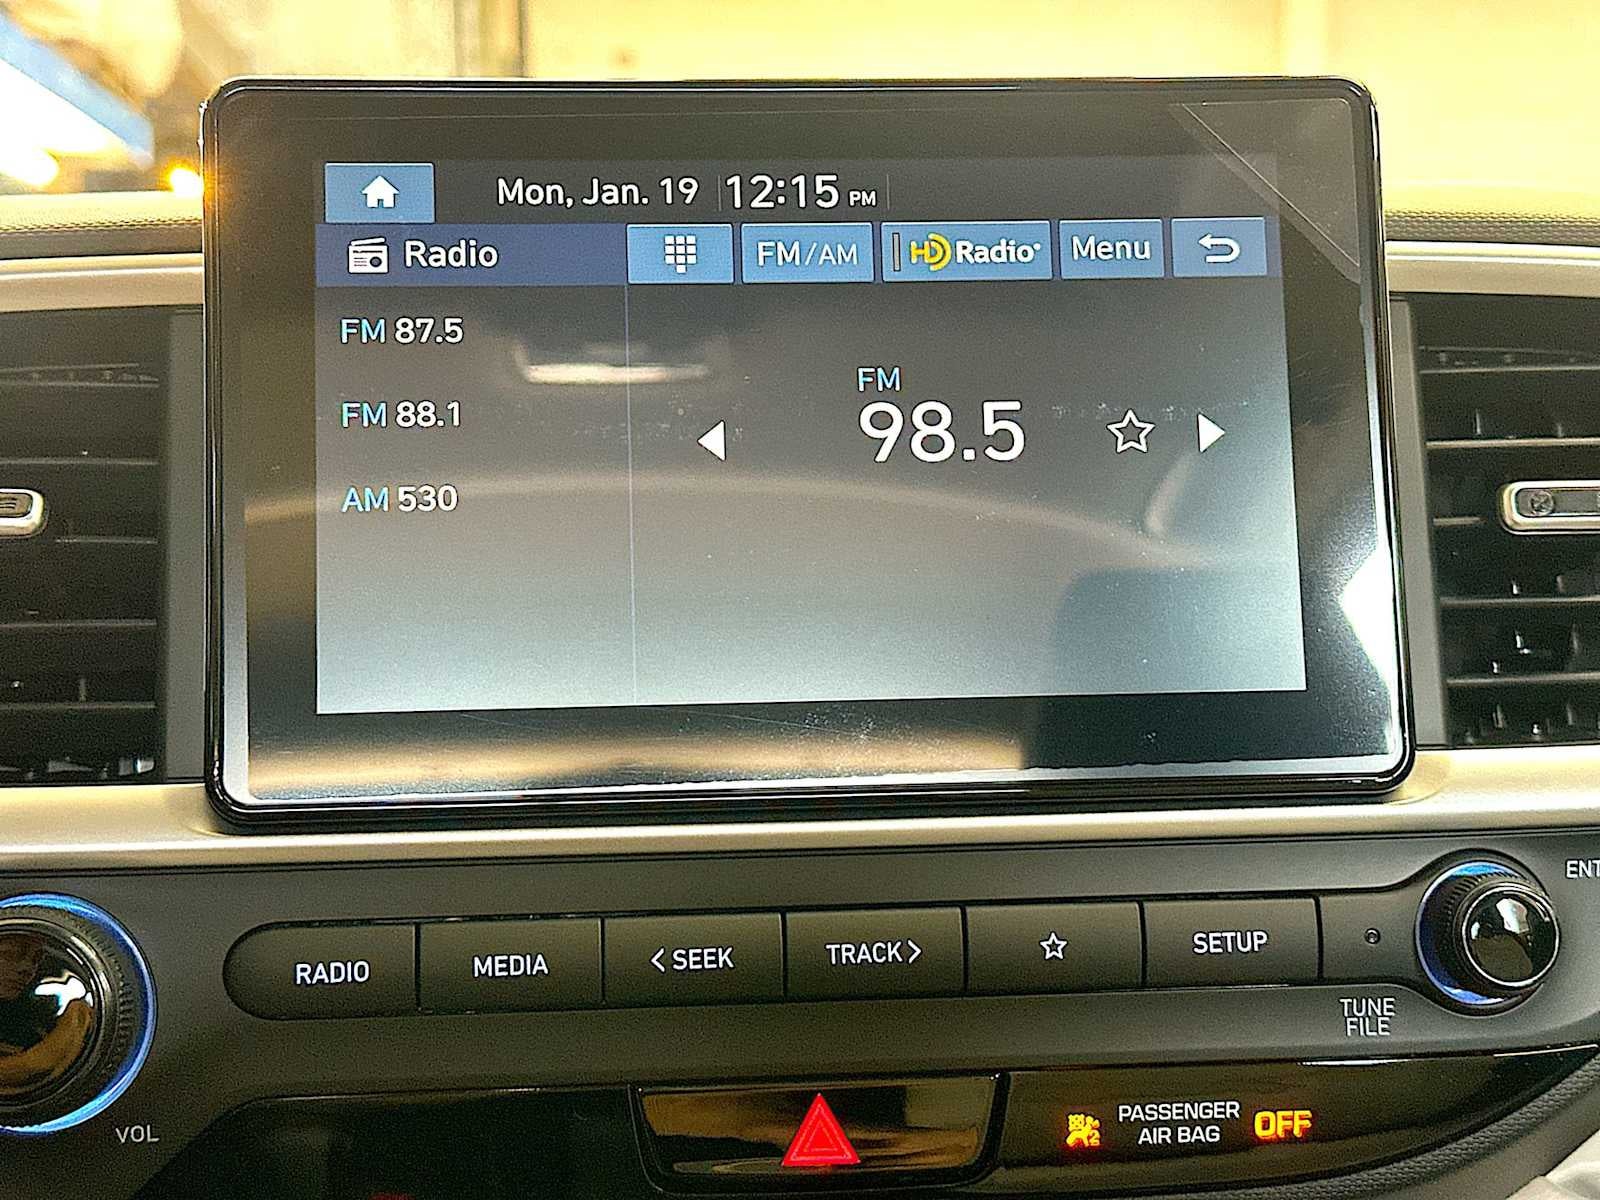 Mon, Jan. 19 12:15 PM
Radio FM/AM HD Radio Menu
FM 87.5
FM 88.1
AM 530
FM
98.5
RADIO MEDIA < SEEK TRACK > SETUP
TUNE
FILE
VOL
PASSENGER
AIR BAG
OFF